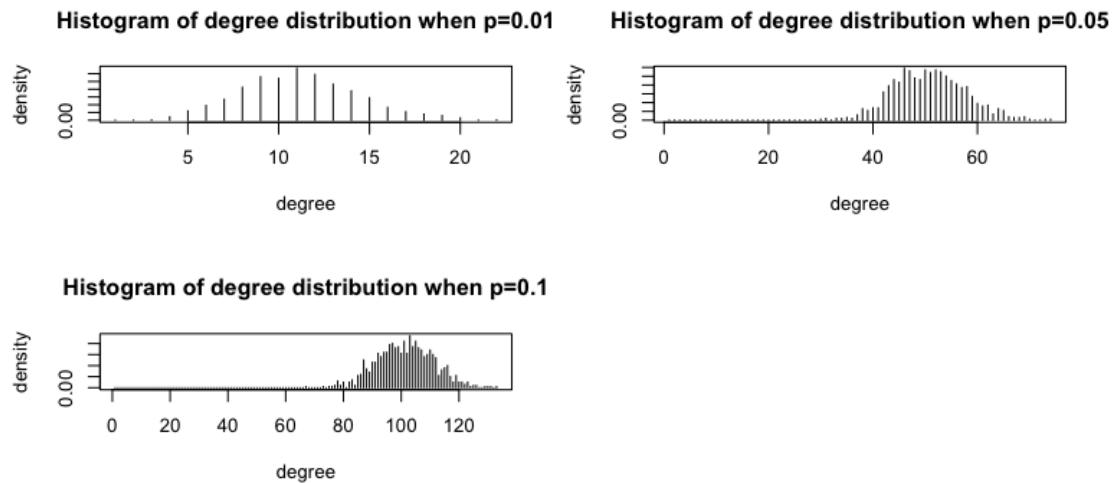 Histogram of degree distribution when p=0.01
density
0.00
5 10 15 20
degree
Histogram of degree distribution when p=0.05
density
0.00
0 20 40 60
degree
Histogram of degree distribution when p=0.1
density
0.00
0 20 40 60 80 100 120
degree